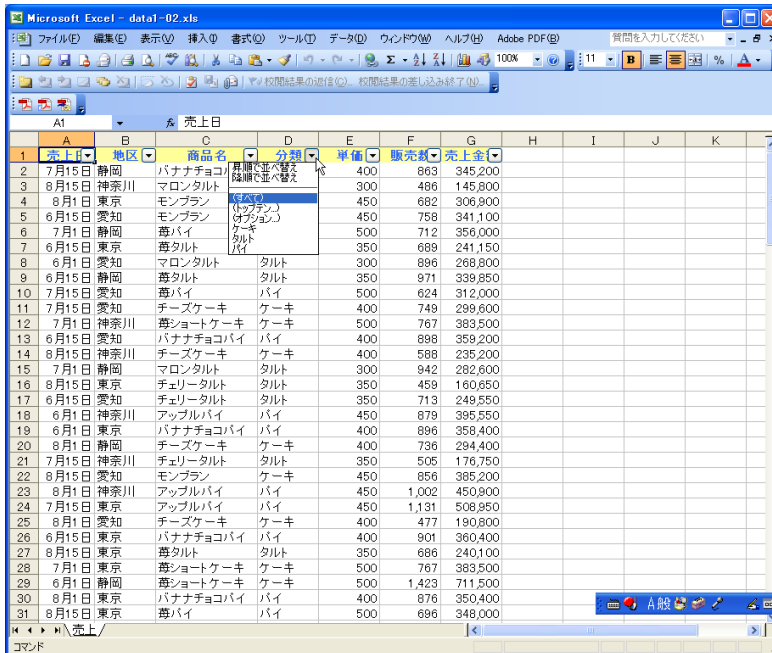 Microsoft Excel - data1-02.xls
ファイル(F) 編集(E) 表示(V) 挿入(I) 書式(O) ツール(T) データ(D) ウィンドウ(W) ヘルプ(H) Adobe PDF(B) 質問を入力してください
100% 11 B %
校閲結果の返信(C)... 校閲結果の差し込み終了(N)...
A1 fx 売上日
A B C D E F G H I J K
1 売上日 地区 商品名 分類 単価 販売数 売上金
2 7月15日 静岡 バナナチョコ 400 863 345,200
3 8月15日 神奈川 マロンタルト 300 486 145,800
4 8月1日 東京 モンブラン 450 682 306,900
5 6月15日 愛知 モンブラン 450 758 341,100
6 7月1日 静岡 苺パイ 500 712 356,000
7 6月15日 東京 苺タルト 350 689 241,150
昇順で並べ替え
降順で並べ替え
(すべて)
(トップテン...)
(オプション...)
ケーキ
タルト
パイ
8 6月1日 愛知 マロンタルト タルト 300 896 268,800
9 6月15日 静岡 苺タルト タルト 350 971 339,850
10 7月15日 愛知 苺パイ パイ 500 624 312,000
11 7月15日 愛知 チーズケーキ ケーキ 400 749 299,600
12 7月1日 神奈川 苺ショートケーキ ケーキ 500 767 383,500
13 6月15日 愛知 バナナチョコパイ パイ 400 898 359,200
14 8月15日 神奈川 チーズケーキ ケーキ 400 588 235,200
15 7月1日 静岡 マロンタルト タルト 300 942 282,600
16 8月15日 東京 チェリータルト タルト 350 459 160,650
17 6月15日 愛知 チェリータルト タルト 350 713 249,550
18 6月1日 神奈川 アップルパイ パイ 450 879 395,550
19 6月1日 東京 バナナチョコパイ パイ 400 896 358,400
20 8月1日 静岡 チーズケーキ ケーキ 400 736 294,400
21 7月15日 神奈川 チェリータルト タルト 350 505 176,750
22 8月15日 愛知 モンブラン ケーキ 450 856 385,200
23 8月1日 神奈川 アップルパイ パイ 450 1,002 450,900
24 7月15日 東京 アップルパイ パイ 450 1,131 508,950
25 8月1日 愛知 チーズケーキ ケーキ 400 477 190,800
26 6月15日 東京 バナナチョコパイ パイ 400 901 360,400
27 8月15日 東京 苺タルト タルト 350 686 240,100
28 7月1日 東京 苺ショートケーキ ケーキ 500 767 383,500
29 6月1日 静岡 苺ショートケーキ ケーキ 500 1,423 711,500
30 8月1日 東京 バナナチョコパイ パイ 400 876 350,400
31 8月15日 東京 苺パイ パイ 500 696 348,000
A 般
売上
コマンド